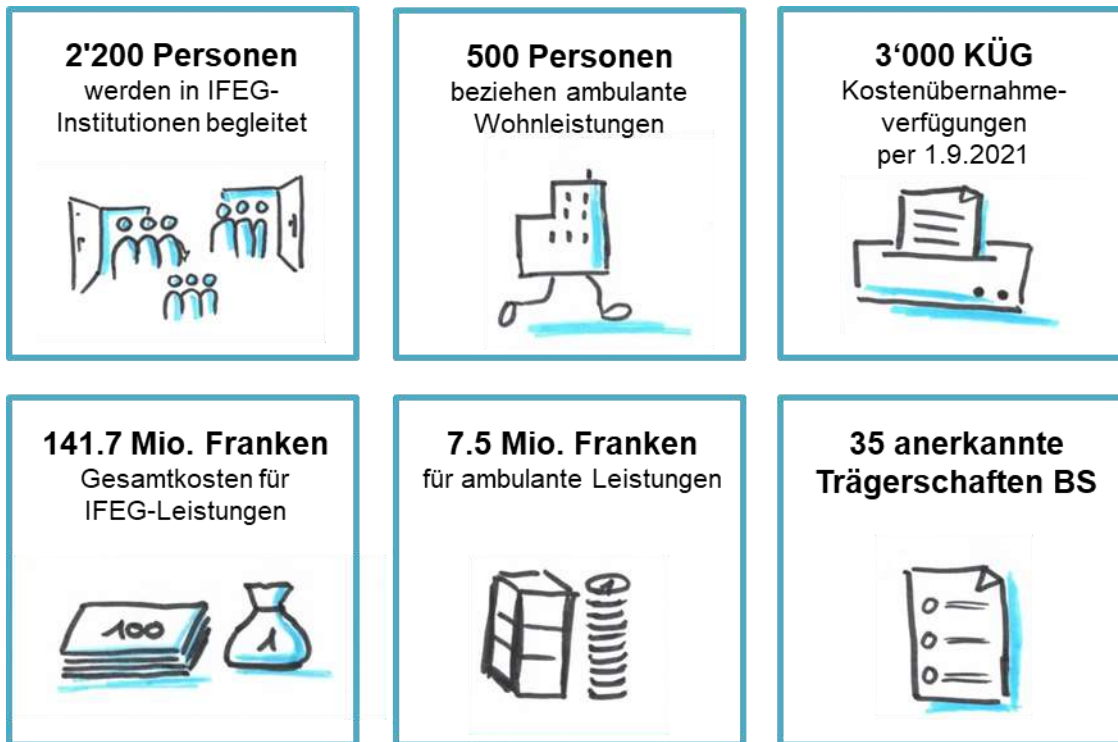 2'200 Personen
werden in IFEG-
Institutionen begleitet
500 Personen
beziehen ambulante
Wohnleistungen
3‘000 KÜG
Kostenübernahme-
verfügungen
per 1.9.2021
141.7 Mio. Franken
Gesamtkosten für
IFEG-Leistungen
100
1
7.5 Mio. Franken
für ambulante Leistungen
1
35 anerkannte
Trägerschaften BS